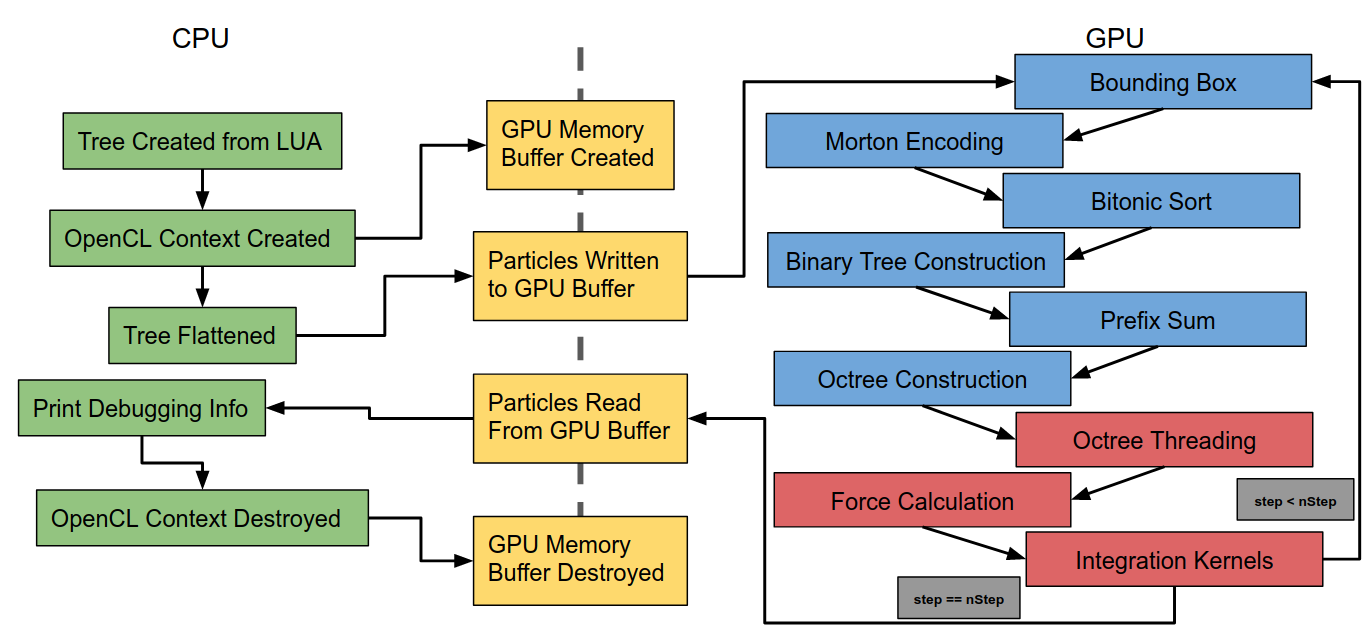 CPU
GPU
Tree Created from LUA
OpenCL Context Created
Tree Flattened
Print Debugging Info
OpenCL Context Destroyed
GPU Memory
Buffer Created
Particles Written
to GPU Buffer
Particles Read
From GPU Buffer
GPU Memory
Buffer Destroyed
Bounding Box
Morton Encoding
Bitonic Sort
Binary Tree Construction
Prefix Sum
Octree Construction
Octree Threading
Force Calculation
step < nStep
Integration Kernels
step == nStep